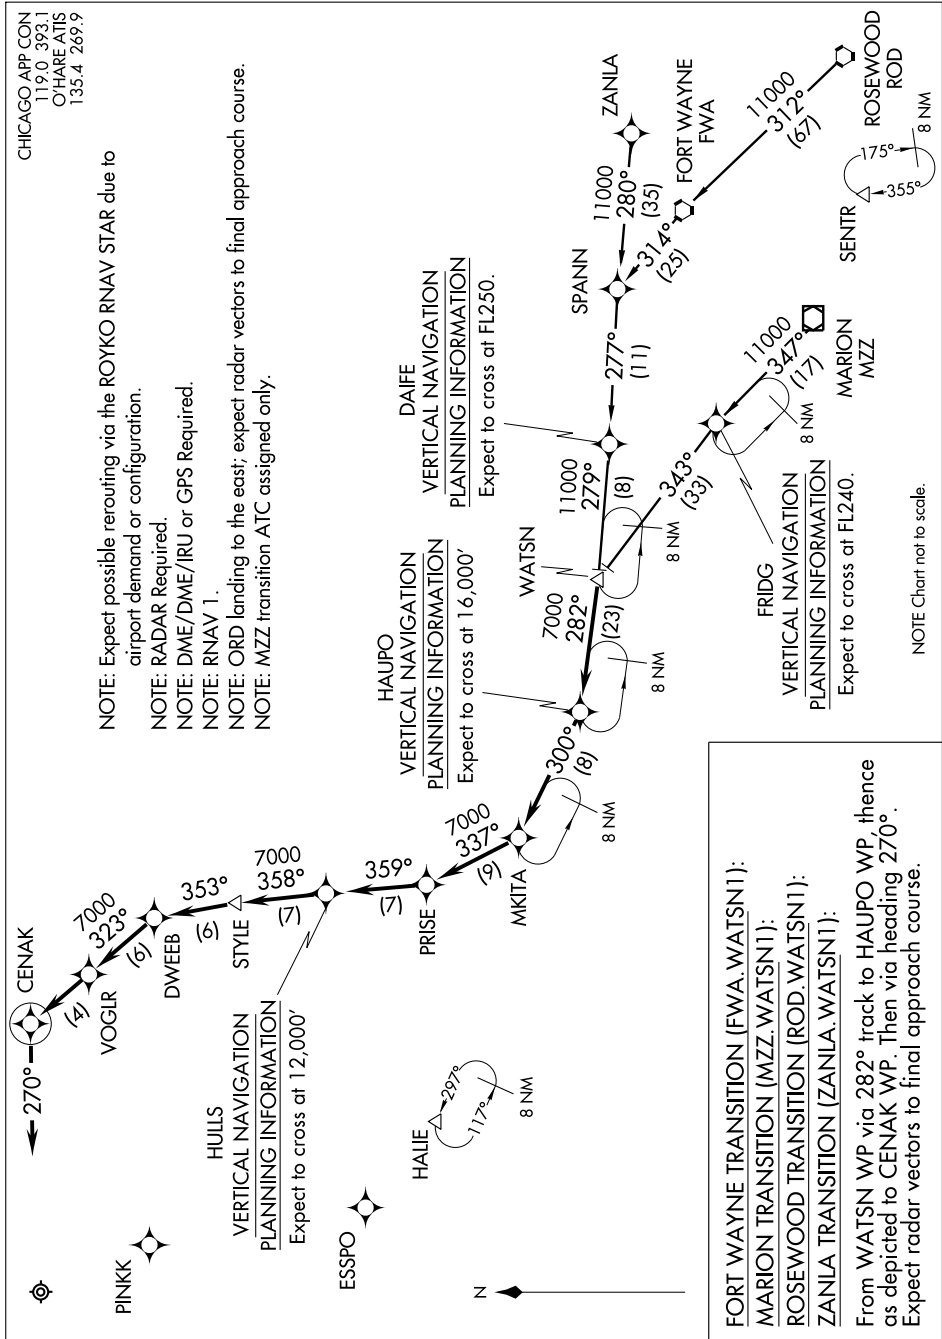 CHICAGO APP CON
119.0 393.1
O'HARE ATIS
135.4 269.9
NOTE: Expect possible rerouting via the ROYKO RNAV STAR due to
airport demand or configuration.
NOTE: RADAR Required.
NOTE: DME/DME/IRU or GPS Required.
NOTE: RNAV 1.
NOTE: ORD landing to the east; expect radar vectors to final approach course.
NOTE: MZZ transition ATC assigned only.
CENAK
270°
(4)
VOGLR
7000
323°
(6)
DWEEB
353°
(6)
STYLE
7000
358°
(7)
HULLS
VERTICAL NAVIGATION
PLANNING INFORMATION
Expect to cross at 12,000'
359°
(7)
PRISE
7000
337°
(9)
MKITA
8 NM
300°
(8)
HAUPO
VERTICAL NAVIGATION
PLANNING INFORMATION
Expect to cross at 16,000'
8 NM
7000
282°
(23)
WATSN
8 NM
11000
279°
(8)
DAIFE
VERTICAL NAVIGATION
PLANNING INFORMATION
Expect to cross at FL250.
277°
(11)
SPANN
11000
280°
(35)
ZANLA
314°
(25)
FORT WAYNE
FWA
11000
312°
(67)
ROSEWOOD
ROD
343°
(33)
FRIDG
VERTICAL NAVIGATION
PLANNING INFORMATION
Expect to cross at FL240.
8 NM
11000
347°
(17)
MARION
MZZ
SENTR
175°
355°
8 NM
PINKK
ESSPO
HALIE
297°
117°
8 NM
N
NOTE Chart not to scale.
FORT WAYNE TRANSITION (FWA.WATSN1):
MARION TRANSITION (MZZ.WATSN1):
ROSEWOOD TRANSITION (ROD.WATSN1):
ZANLA TRANSITION (ZANLA.WATSN1):
From WATSN WP via 282° track to HAUPO WP, thence
as depicted to CENAK WP. Then via heading 270°.
Expect radar vectors to final approach course.